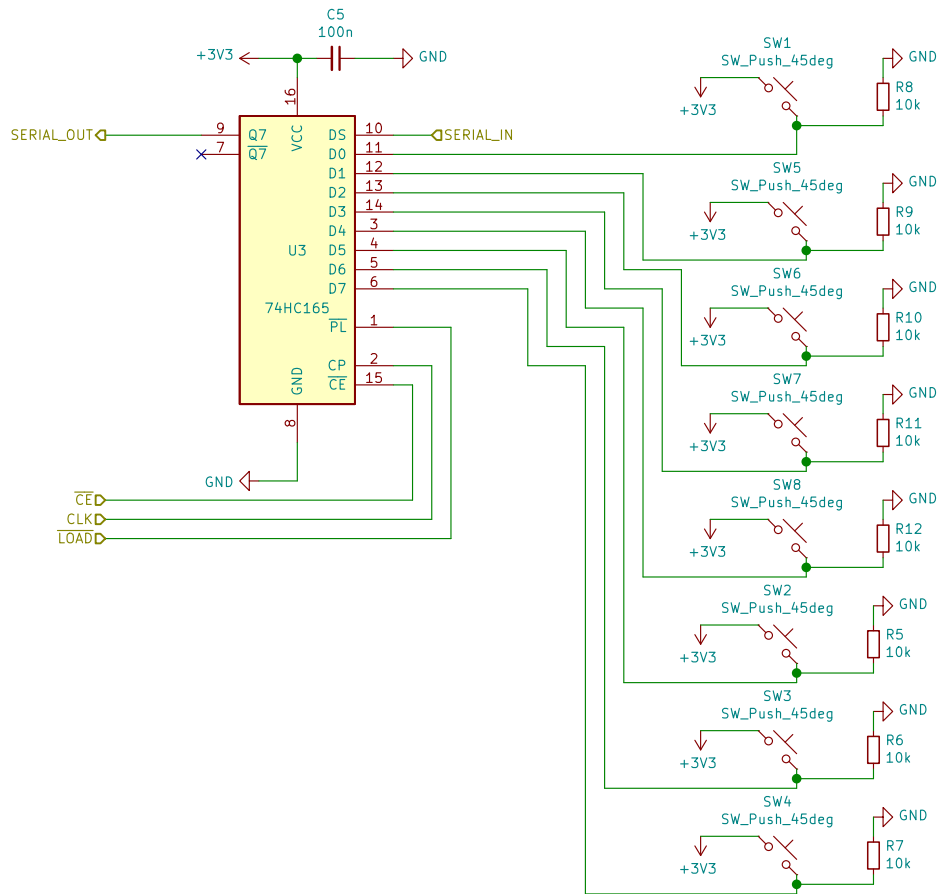 C5
100n
+3V3
GND
16
VCC
SERIAL_OUT
9
Q7
7
Q7
DS
10
SERIAL_IN
D0
11
D1
12
D2
13
D3
14
D4
3
D5
4
D6
5
D7
6
U3
74HC165
PL
1
CP
2
CE
15
GND
8
GND
CE
CLK
LOAD
SW1
SW_Push_45deg
+3V3
GND
R8
10k
SW5
SW_Push_45deg
+3V3
GND
R9
10k
SW6
SW_Push_45deg
+3V3
GND
R10
10k
SW7
SW_Push_45deg
+3V3
GND
R11
10k
SW8
SW_Push_45deg
+3V3
GND
R12
10k
SW2
SW_Push_45deg
+3V3
GND
R5
10k
SW3
SW_Push_45deg
+3V3
GND
R6
10k
SW4
SW_Push_45deg
+3V3
GND
R7
10k